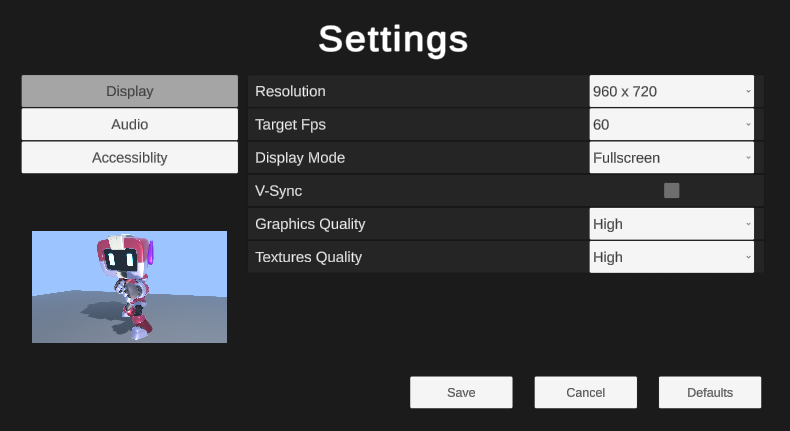 Settings
Display
Audio
Accessiblity
Resolution 960 x 720
Target Fps 60
Display Mode Fullscreen
V-Sync
Graphics Quality High
Textures Quality High
Save Cancel Defaults